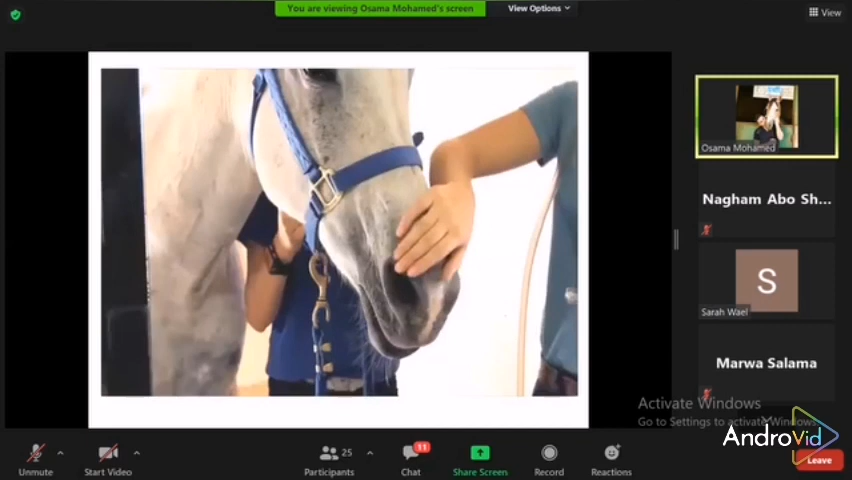 You are viewing Osama Mohamed's screen
View Options
View
Osama Mohamed
Nagham Abo Sh...
S
Sarah Wael
Marwa Salama
Activate Windows
Go to Settings to activate Windows.
AndroVid
Unmute
Start Video
25
Participants
11
Chat
Share Screen
Record
Reactions
Leave